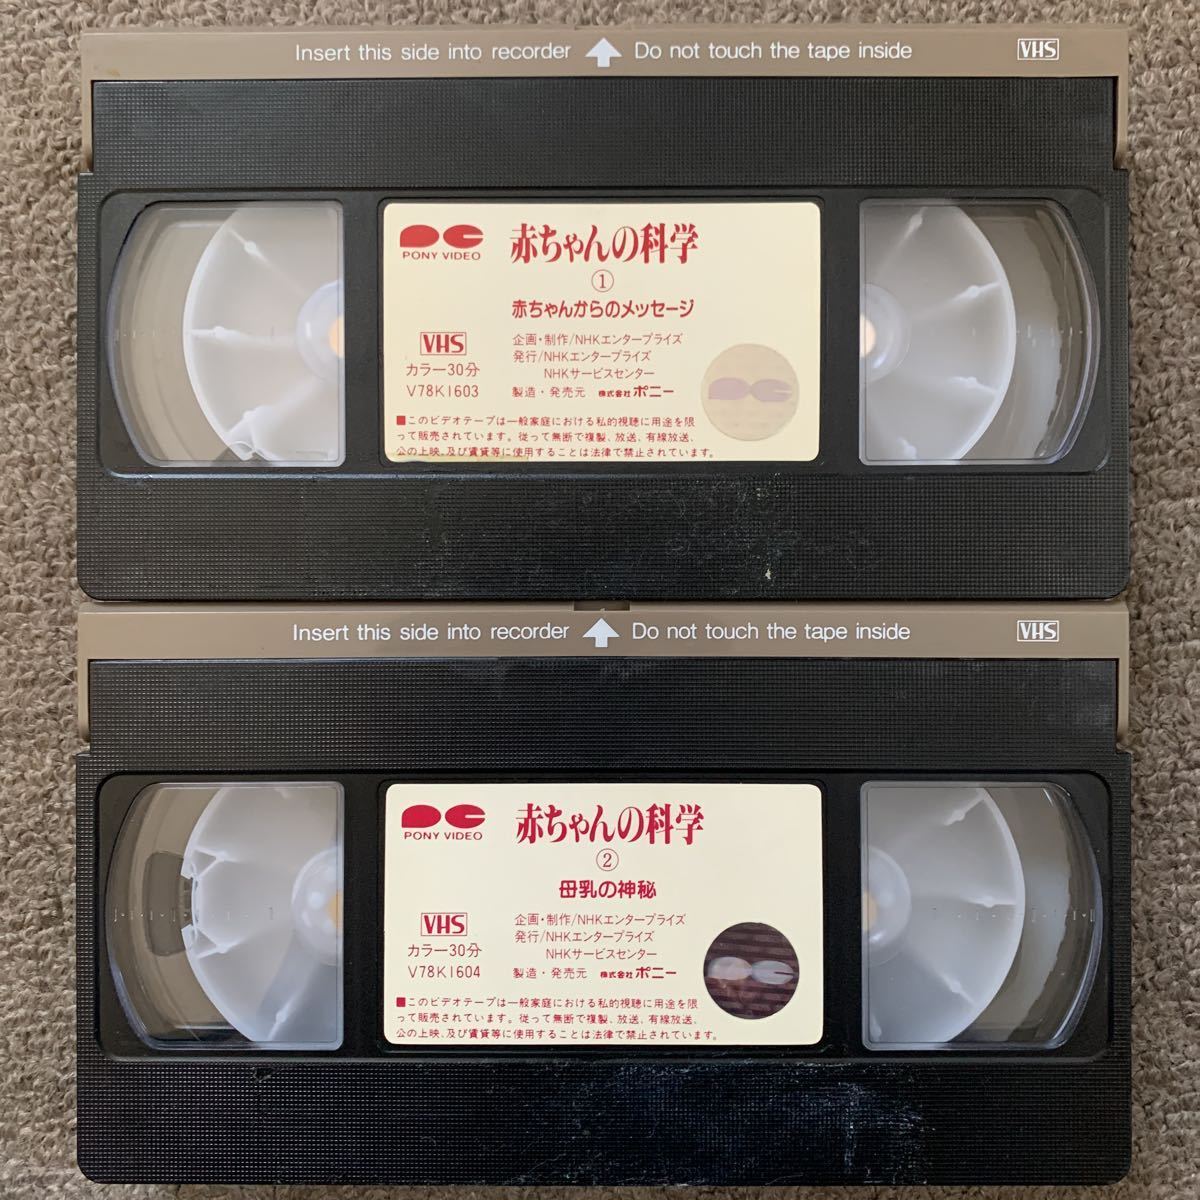 Insert this side into recorder Do not touch the tape inside VHS
PONY VIDEO
赤ちゃんの科学
①
赤ちゃんからのメッセージ
VHS
カラー30分
V78K1603
企画・制作/NHKエンタープライズ
発行/NHKエンタープライズ
NHKサービスセンター
製造・発売元 株式会社ポニー
■このビデオテープは一般家庭における私的視聴に用途を限
って販売されています。従って無断で複製、放送、有線放送、
公の上映、及び賃貸等に使用することは法律で禁止されています。
Insert this side into recorder Do not touch the tape inside VHS
PONY VIDEO
赤ちゃんの科学
②
母乳の神秘
VHS
カラー30分
V78K1604
企画・制作/NHKエンタープライズ
発行/NHKエンタープライズ
NHKサービスセンター
製造・発売元 株式会社ポニー
■このビデオテープは一般家庭における私的視聴に用途を限
って販売されています。従って無断で複製、放送、有線放送、
公の上映、及び賃貸等に使用することは法律で禁止されています。